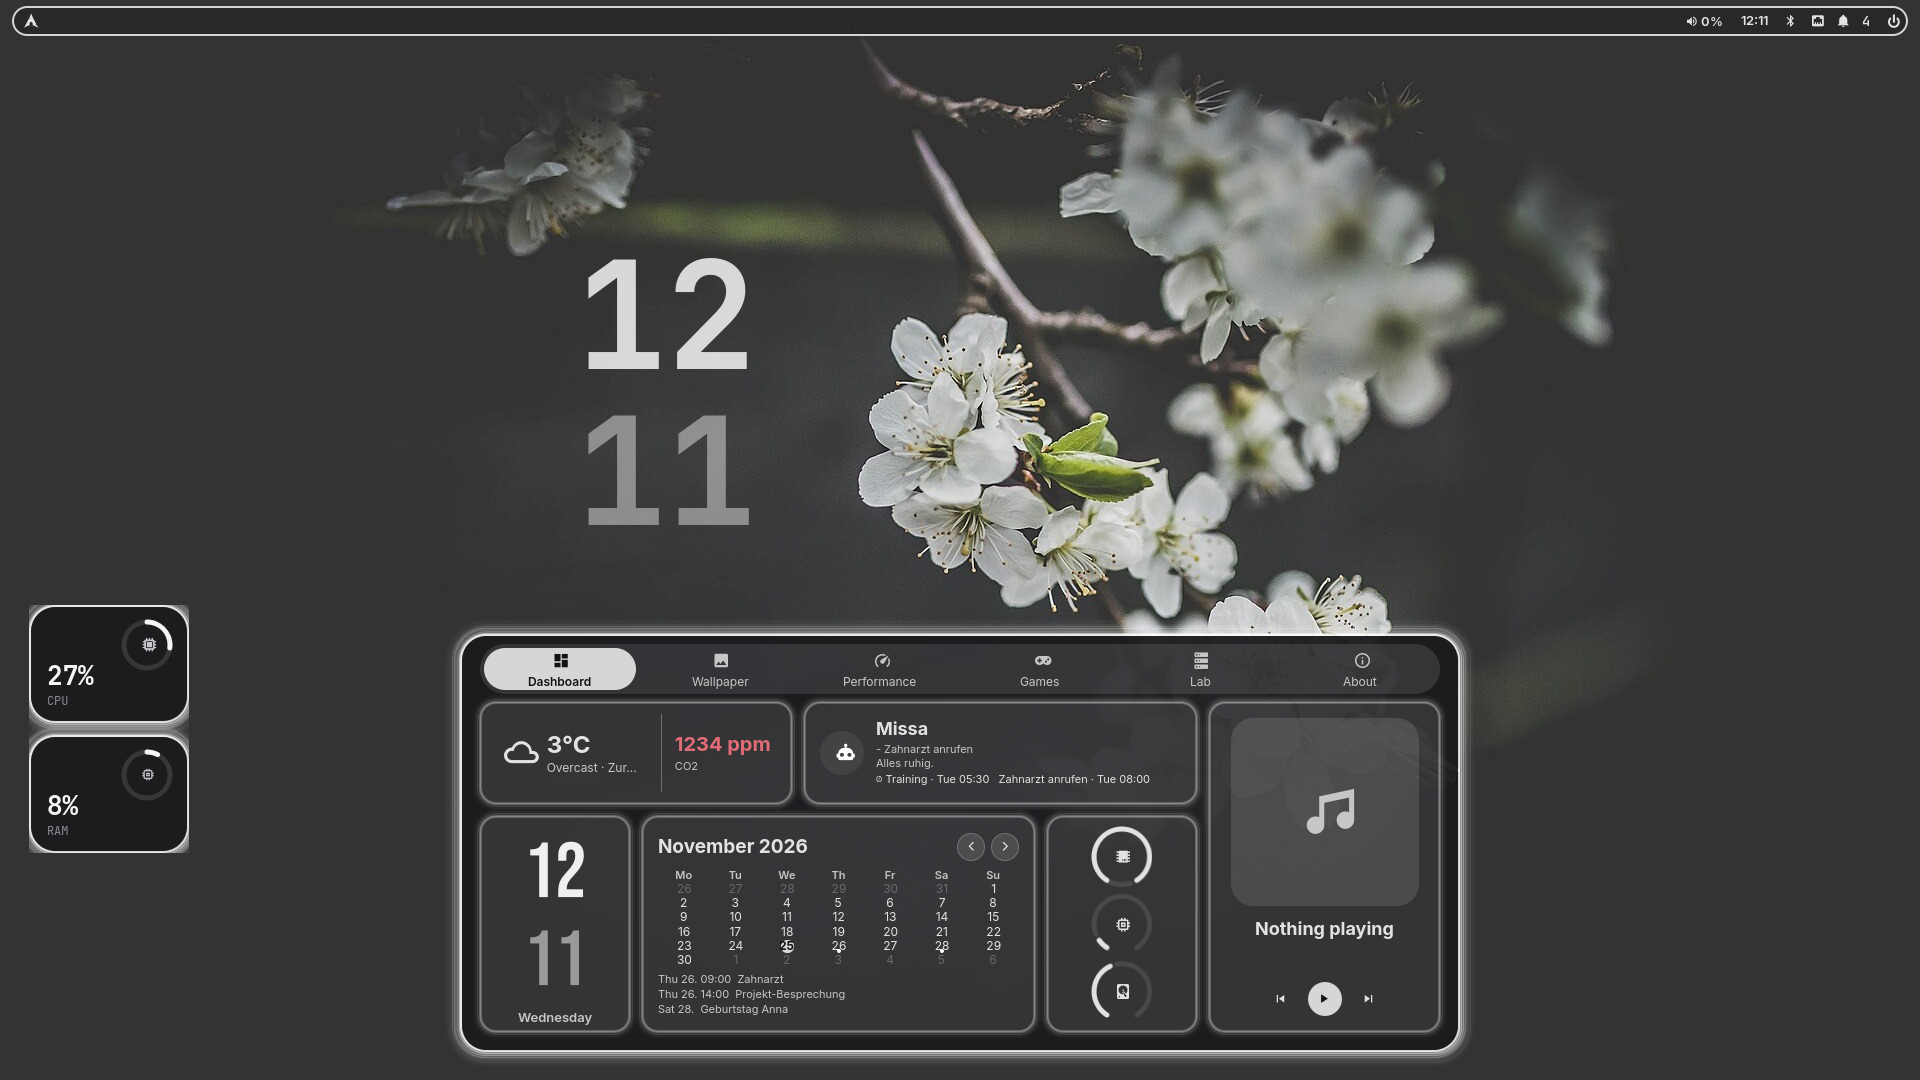 0% 12:11 4
12
11
27%
CPU
8%
RAM
Dashboard Wallpaper Performance Games Lab About
3°C
Overcast · Zur...
1234 ppm
CO2
Missa
- Zahnarzt anrufen
Alles ruhig.
Training · Tue 05:30 Zahnarzt anrufen · Tue 08:00
12
11
Wednesday
November 2026
Mo Tu We Th Fr Sa Su
26 27 28 29 30 31 1
2 3 4 5 6 7 8
9 10 11 12 13 14 15
16 17 18 19 20 21 22
23 24 25 26 27 28 29
30 1 2 3 4 5 6
Thu 26. 09:00 Zahnarzt
Thu 26. 14:00 Projekt-Besprechung
Sat 28. Geburtstag Anna
Nothing playing